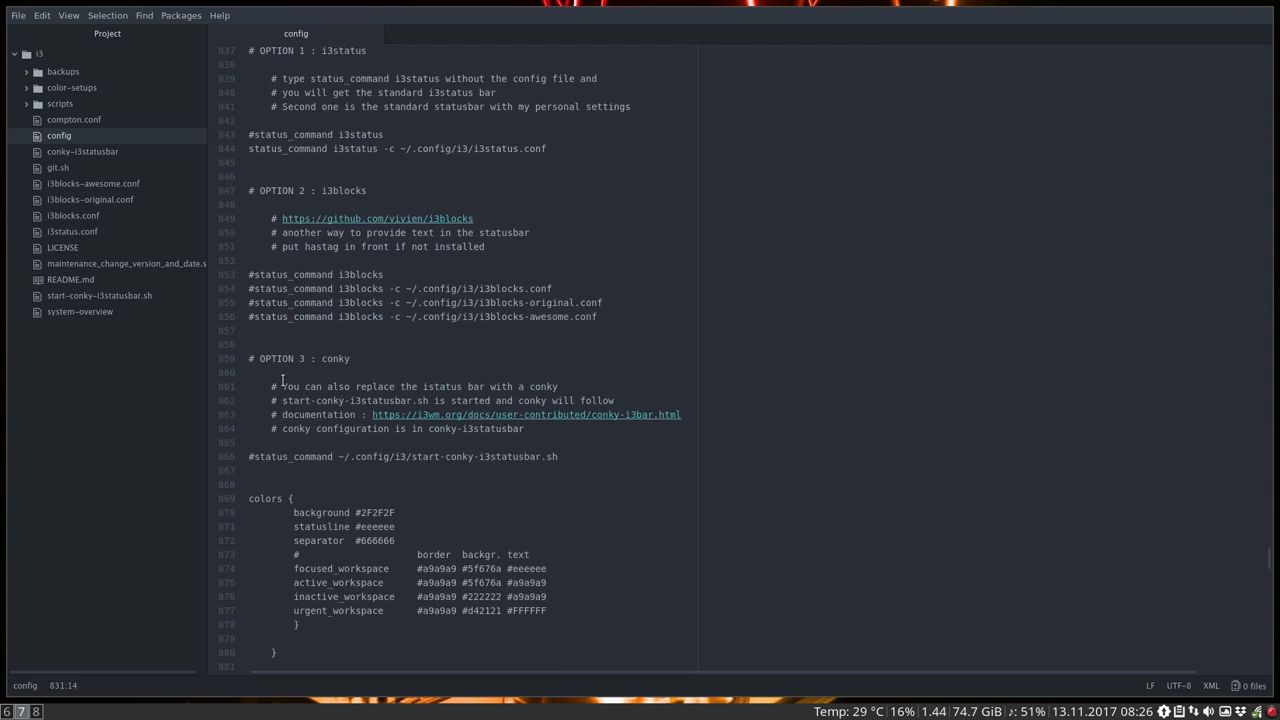 File Edit View Selection Find Packages Help
Project
config
i3
backups
color-setups
scripts
compton.conf
config
conky-i3statusbar
git.sh
i3blocks-awesome.conf
i3blocks-original.conf
i3blocks.conf
i3status.conf
LICENSE
maintenance_change_version_and_date.s
README.md
start-conky-i3statusbar.sh
system-overview
837 # OPTION 1 : i3status
838
839 # type status_command i3status without the config file and
840 # you will get the standard i3status bar
841 # Second one is the standard statusbar with my personal settings
842
843 #status_command i3status
844 status_command i3status -c ~/.config/i3/i3status.conf
845
846
847 # OPTION 2 : i3blocks
848
849 # https://github.com/vivien/i3blocks
850 # another way to provide text in the statusbar
851 # put hastag in front if not installed
852
853 #status_command i3blocks
854 #status_command i3blocks -c ~/.config/i3/i3blocks.conf
855 #status_command i3blocks -c ~/.config/i3/i3blocks-original.conf
856 #status_command i3blocks -c ~/.config/i3/i3blocks-awesome.conf
857
858
859 # OPTION 3 : conky
860
861 # You can also replace the istatus bar with a conky
862 # start-conky-i3statusbar.sh is started and conky will follow
863 # documentation : https://i3wm.org/docs/user-contributed/conky-i3bar.html
864 # conky configuration is in conky-i3statusbar
865
866 #status_command ~/.config/i3/start-conky-i3statusbar.sh
867
868
869 colors {
870 background #2F2F2F
871 statusline #eeeeee
872 separator #666666
873 # border backgr. text
874 focused_workspace #a9a9a9 #5f676a #eeeeee
875 active_workspace #a9a9a9 #5f676a #a9a9a9
876 inactive_workspace #a9a9a9 #222222 #a9a9a9
877 urgent_workspace #a9a9a9 #d42121 #FFFFFF
878 }
879
880 }
881
config 831:14 LF UTF-8 XML 0 files
6 7 8 Temp: 29 °C 16% 1.44 74.7 GiB ♪: 51% 13.11.2017 08:26